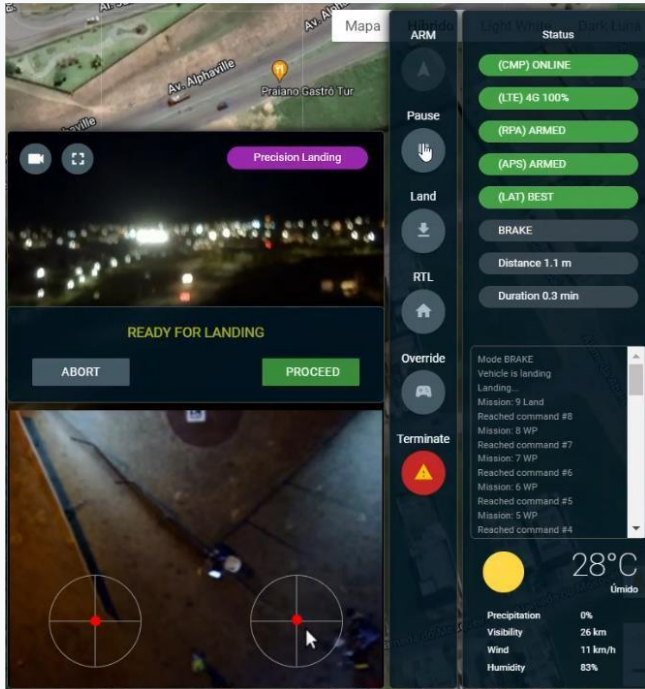 Mapa
Híbrido
Light White
Dark Luna
Av. Al
Av. Alphaville
Praiano Gastrô Tur
ville
Precision Landing
READY FOR LANDING
ABORT
PROCEED
ARM
Pause
Land
RTL
Override
Terminate
Status
(CMP) ONLINE
(LTE) 4G 100%
(RPA) ARMED
(APS) ARMED
(LAT) BEST
BRAKE
Distance 1.1 m
Duration 0.3 min
Mode BRAKE
Vehicle is landing
Landing...
Mission: 9 Land
Reached command #8
Mission: 8 WP
Reached command #7
Mission: 7 WP
Reached command #6
Mission: 6 WP
Reached command #5
Mission: 5 WP
Reached command #4
28°C
Úmido
Precipitation 0%
Visibility 26 km
Wind 11 km/h
Humidity 83%